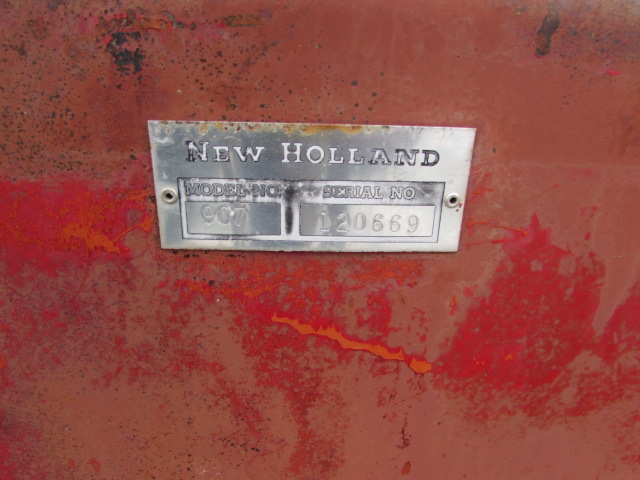 NEW HOLLAND
MODEL NO. SERIAL NO.
907 120669